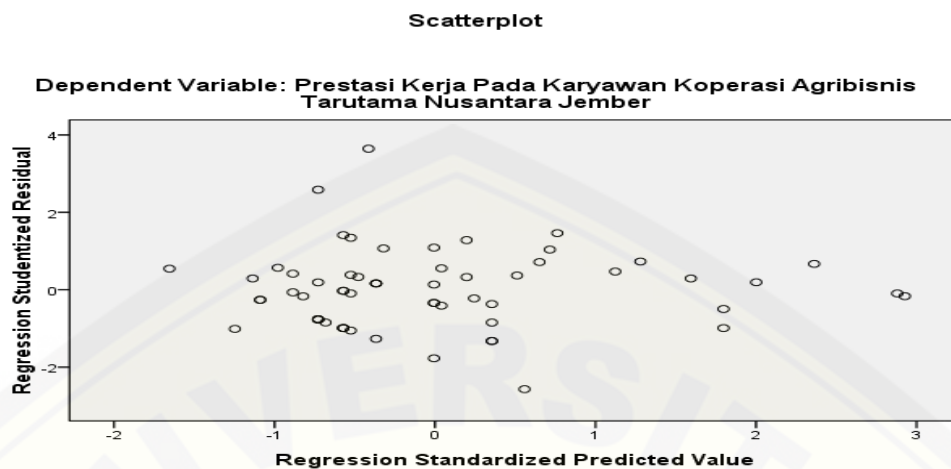 Scatterplot
Dependent Variable: Prestasi Kerja Pada Karyawan Koperasi Agribisnis
Tarutama Nusantara Jember
Regression Studentized Residual
4
2
0
-2
-2
-1
0
1
2
3
Regression Standardized Predicted Value